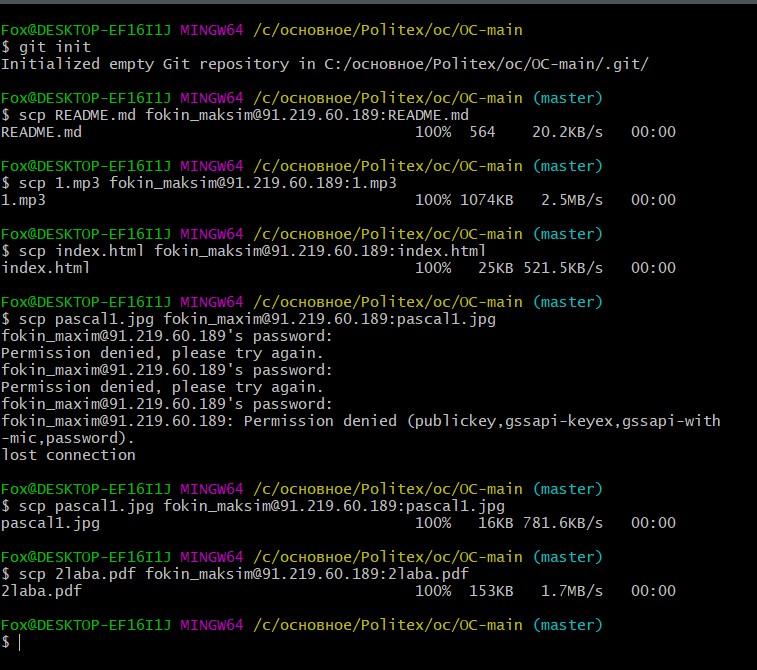 Fox@DESKTOP-EF16I1J MINGW64 /c/основное/Politex/ос/OC-main
$ git init
Initialized empty Git repository in C:/основное/Politex/ос/OC-main/.git/
Fox@DESKTOP-EF16I1J MINGW64 /c/основное/Politex/ос/OC-main (master)
$ scp README.md fokin_maksim@91.219.60.189:README.md
README.md 100% 564 20.2KB/s 00:00
Fox@DESKTOP-EF16I1J MINGW64 /c/основное/Politex/ос/OC-main (master)
$ scp 1.mp3 fokin_maksim@91.219.60.189:1.mp3
1.mp3 100% 1074KB 2.5MB/s 00:00
Fox@DESKTOP-EF16I1J MINGW64 /c/основное/Politex/ос/OC-main (master)
$ scp index.html fokin_maksim@91.219.60.189:index.html
index.html 100% 25KB 521.5KB/s 00:00
Fox@DESKTOP-EF16I1J MINGW64 /c/основное/Politex/ос/OC-main (master)
$ scp pascal1.jpg fokin_maxim@91.219.60.189:pascal1.jpg
fokin_maxim@91.219.60.189's password:
Permission denied, please try again.
fokin_maxim@91.219.60.189's password:
Permission denied, please try again.
fokin_maxim@91.219.60.189's password:
fokin_maxim@91.219.60.189: Permission denied (publickey,gssapi-keyex,gssapi-with
-mic,password).
lost connection
Fox@DESKTOP-EF16I1J MINGW64 /c/основное/Politex/ос/OC-main (master)
$ scp pascal1.jpg fokin_maksim@91.219.60.189:pascal1.jpg
pascal1.jpg 100% 16KB 781.6KB/s 00:00
Fox@DESKTOP-EF16I1J MINGW64 /c/основное/Politex/ос/OC-main (master)
$ scp 2laba.pdf fokin_maksim@91.219.60.189:2laba.pdf
2laba.pdf 100% 153KB 1.7MB/s 00:00
Fox@DESKTOP-EF16I1J MINGW64 /c/основное/Politex/ос/OC-main (master)
$